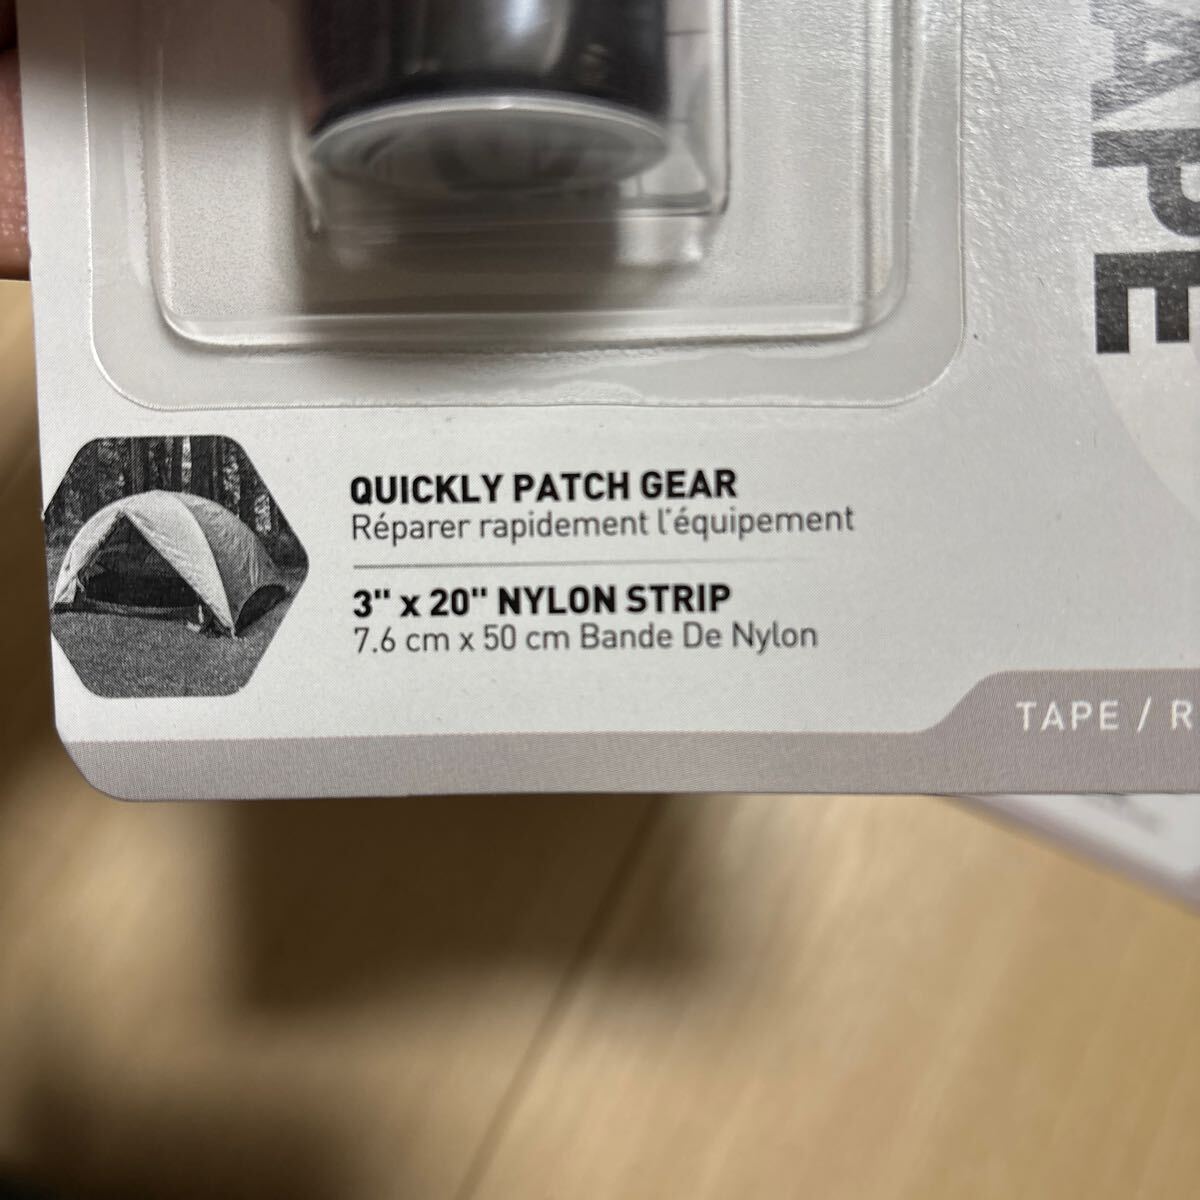 QUICKLY PATCH GEAR
Réparer rapidement l'équipement
3" x 20" NYLON STRIP
7.6 cm x 50 cm Bande De Nylon
TAPE / R
APE